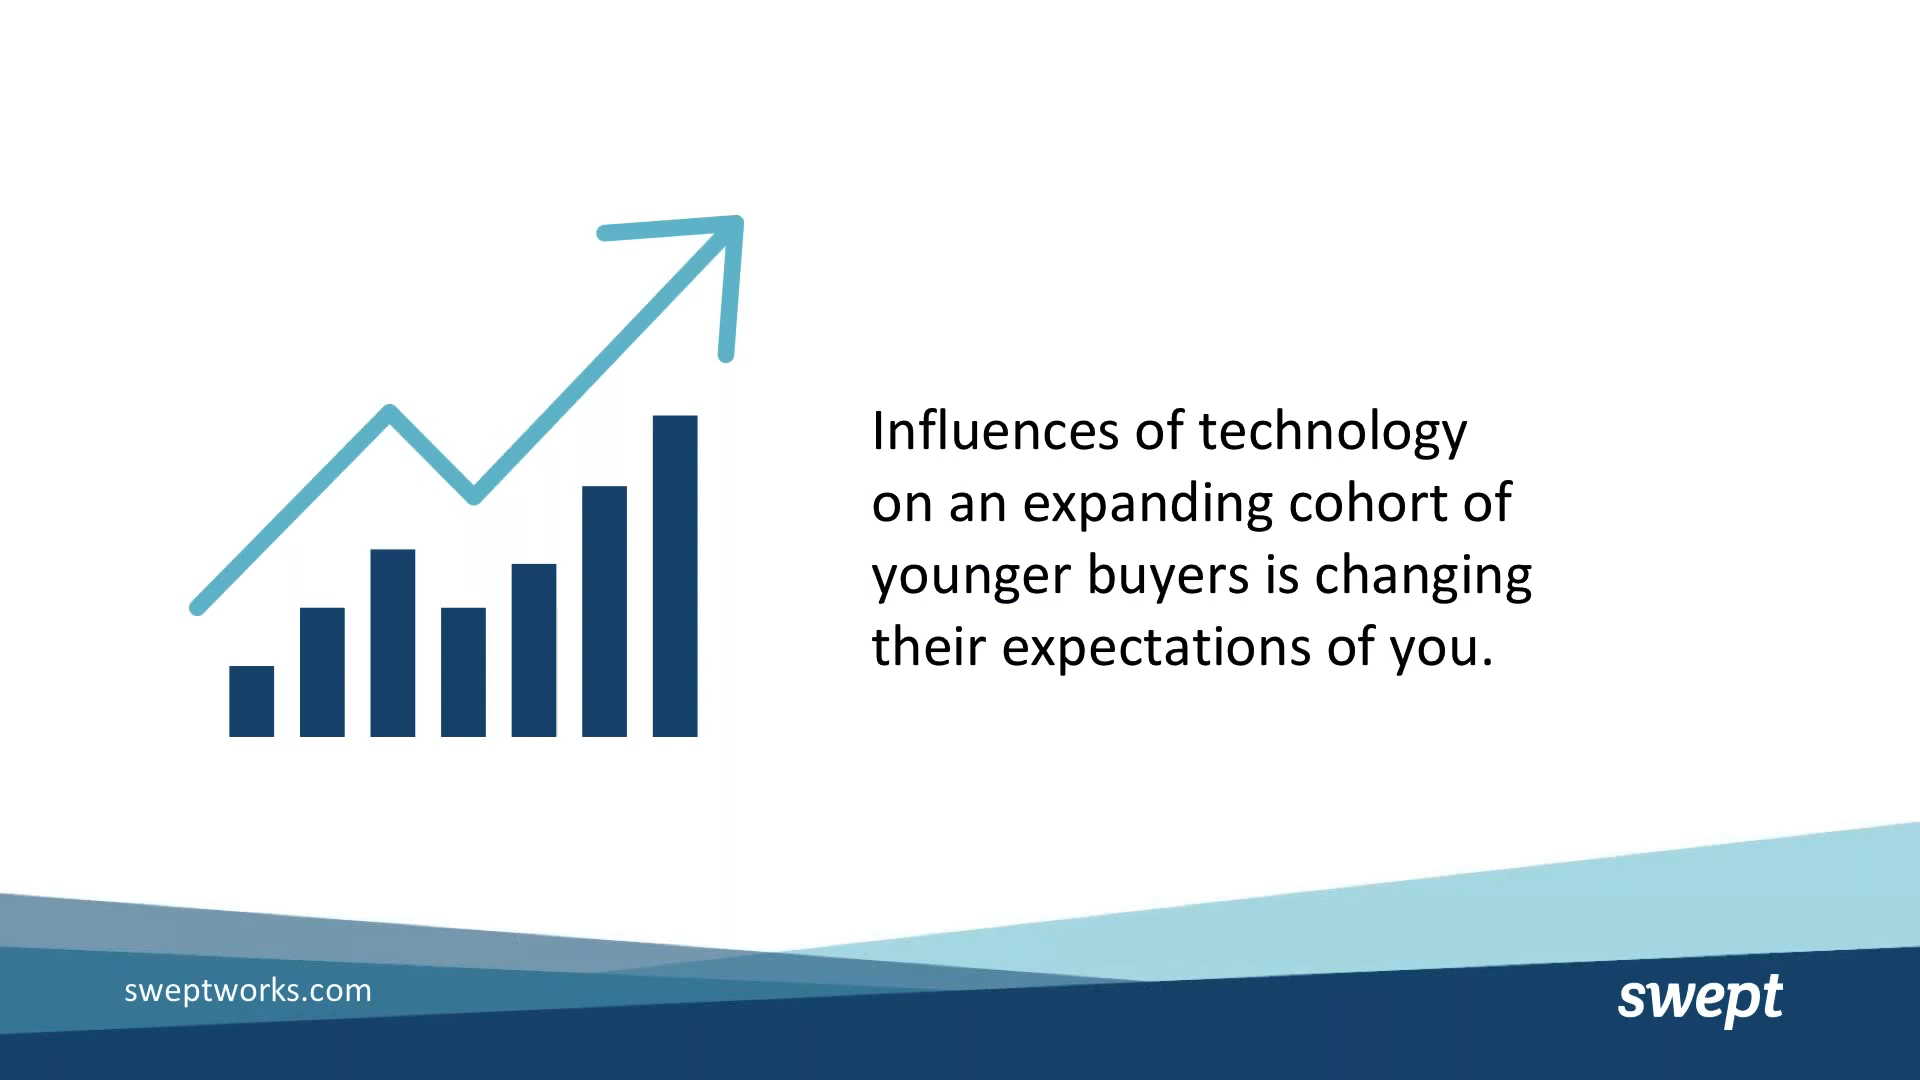 Influences of technology
on an expanding cohort of
younger buyers is changing
their expectations of you.
sweptworks.com
swept